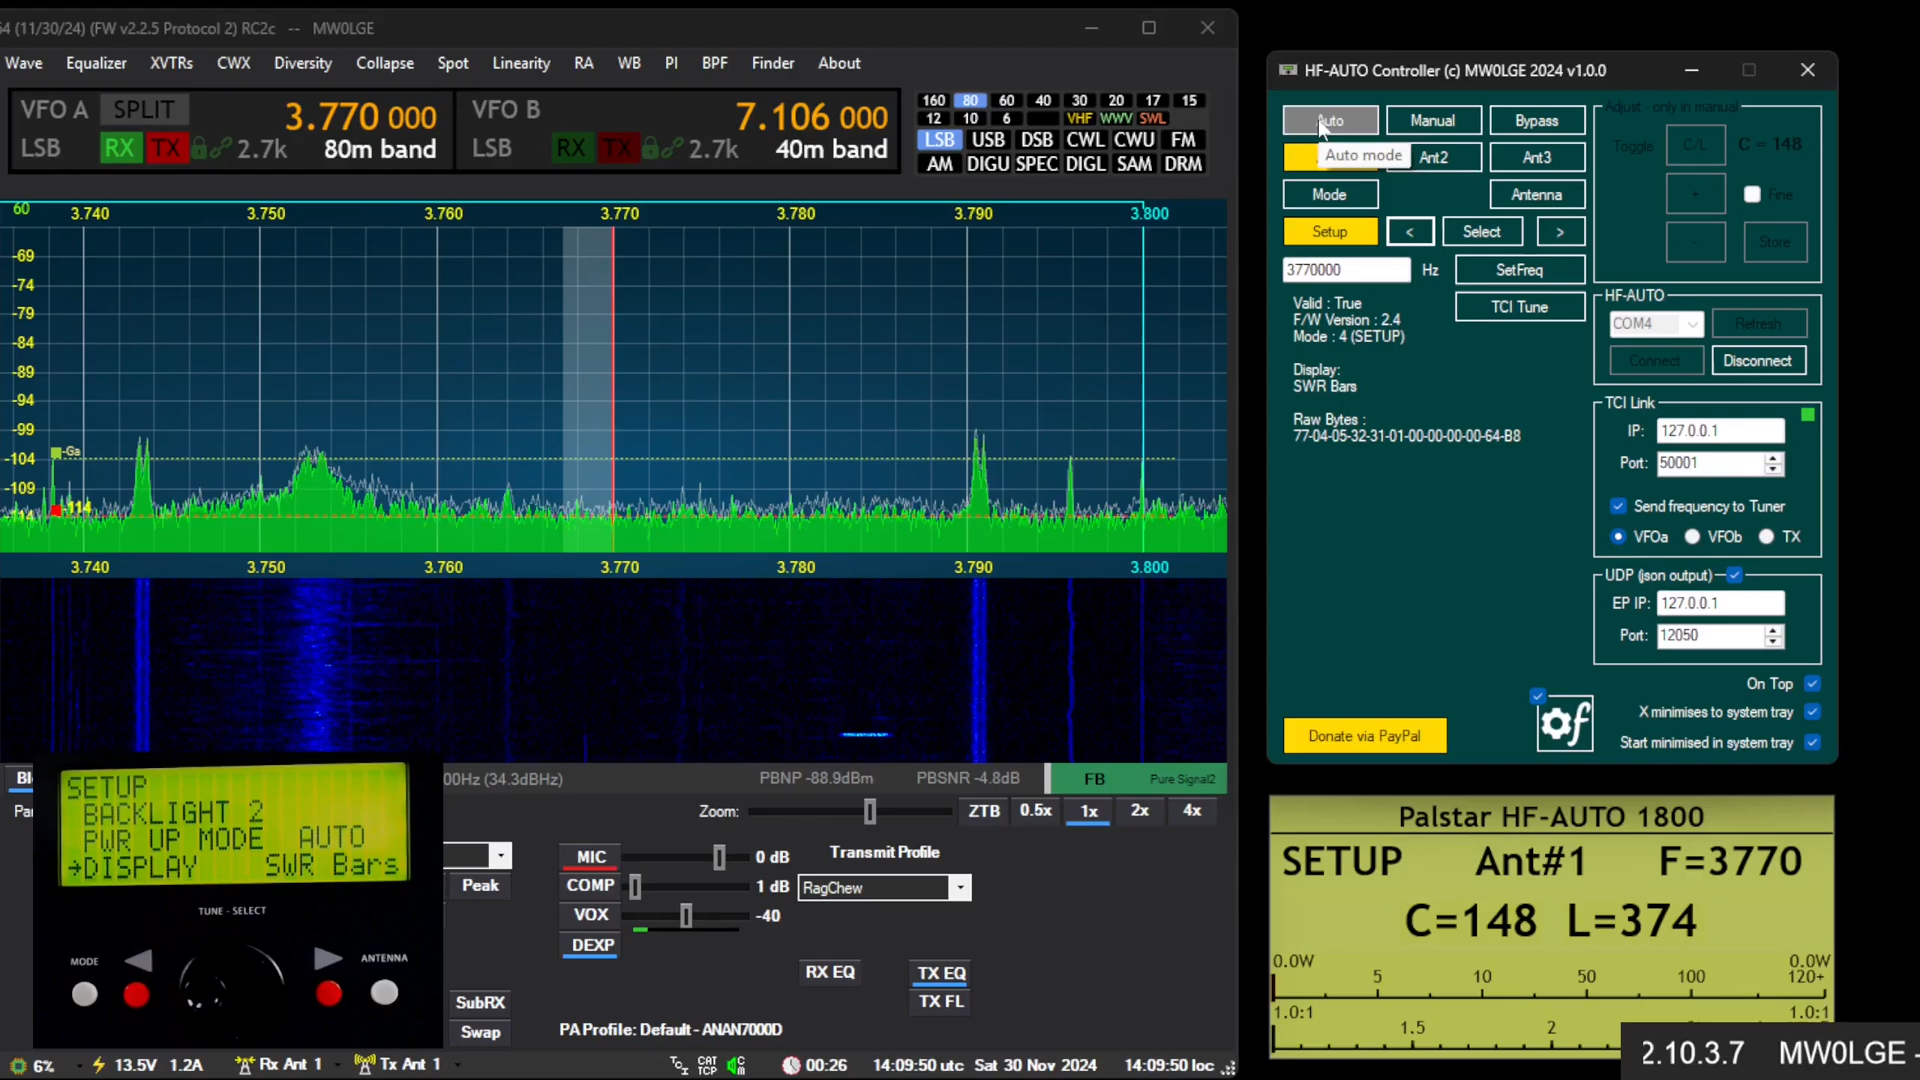 64 (11/30/24) (FW v2.2.5 Protocol 2) RC2c -- MW0LGE
Wave Equalizer XVTRs CWX Diversity Collapse Spot Linearity RA WB PI BPF Finder About
VFO A SPLIT 3.770 000
LSB RX TX 2.7k 80m band
VFO B 7.106 000
LSB RX TX 2.7k 40m band
160 80 60 40 30 20 17 15
12 10 6 VHF WWV SWL
LSB USB DSB CWL CWU FM
AM DIGU SPEC DIGL SAM DRM
60 3.740 3.750 3.760 3.770 3.780 3.790 3.800
-69
-74
-79
-84
-89
-94
-99
-104 -Ga
-109
-114
3.740 3.750 3.760 3.770 3.780 3.790 3.800
00Hz (34.3dBHz) PBNP -88.9dBm PBSNR -4.8dB FB Pure Signal2
Zoom: ZTB 0.5x 1x 2x 4x
SETUP
BACKLIGHT 2
PWR UP MODE AUTO
→DISPLAY SWR Bars
TUNE - SELECT
MODE ANTENNA
Peak
SubRX
Swap
MIC 0 dB
COMP 1 dB
VOX -40
DEXP
Transmit Profile
RagChew
RX EQ TX EQ
TX FL
PA Profile: Default - ANAN7000D
6% 13.5V 1.2A Rx Ant 1 Tx Ant 1 CAT TCP 00:26 14:09:50 utc Sat 30 Nov 2024 14:09:50 loc
HF-AUTO Controller (c) MW0LGE 2024 v1.0.0
Auto Manual Bypass
Auto mode
Ant2 Ant3
Mode Antenna
Setup < Select >
3770000 Hz SetFreq
TCI Tune
Valid : True
F/W Version : 2.4
Mode : 4 (SETUP)
Display:
SWR Bars
Raw Bytes :
77-04-05-32-31-01-00-00-00-00-64-B8
Donate via PayPal
Adjust - only in manual
Toggle C/L C = 148
+ Fine
- Store
HF-AUTO
COM4 Refresh
Connect Disconnect
TCI Link
IP: 127.0.0.1
Port: 50001
Send frequency to Tuner
VFOa VFOb TX
UDP (json output)
EP IP: 127.0.0.1
Port: 12050
On Top
X minimises to system tray
Start minimised in system tray
Palstar HF-AUTO 1800
SETUP Ant#1 F=3770
C=148 L=374
0.0W 0.0W
5 10 50 100 120+
1.0:1 1.0:1
1.5 2
2.10.3.7 MW0LGE -